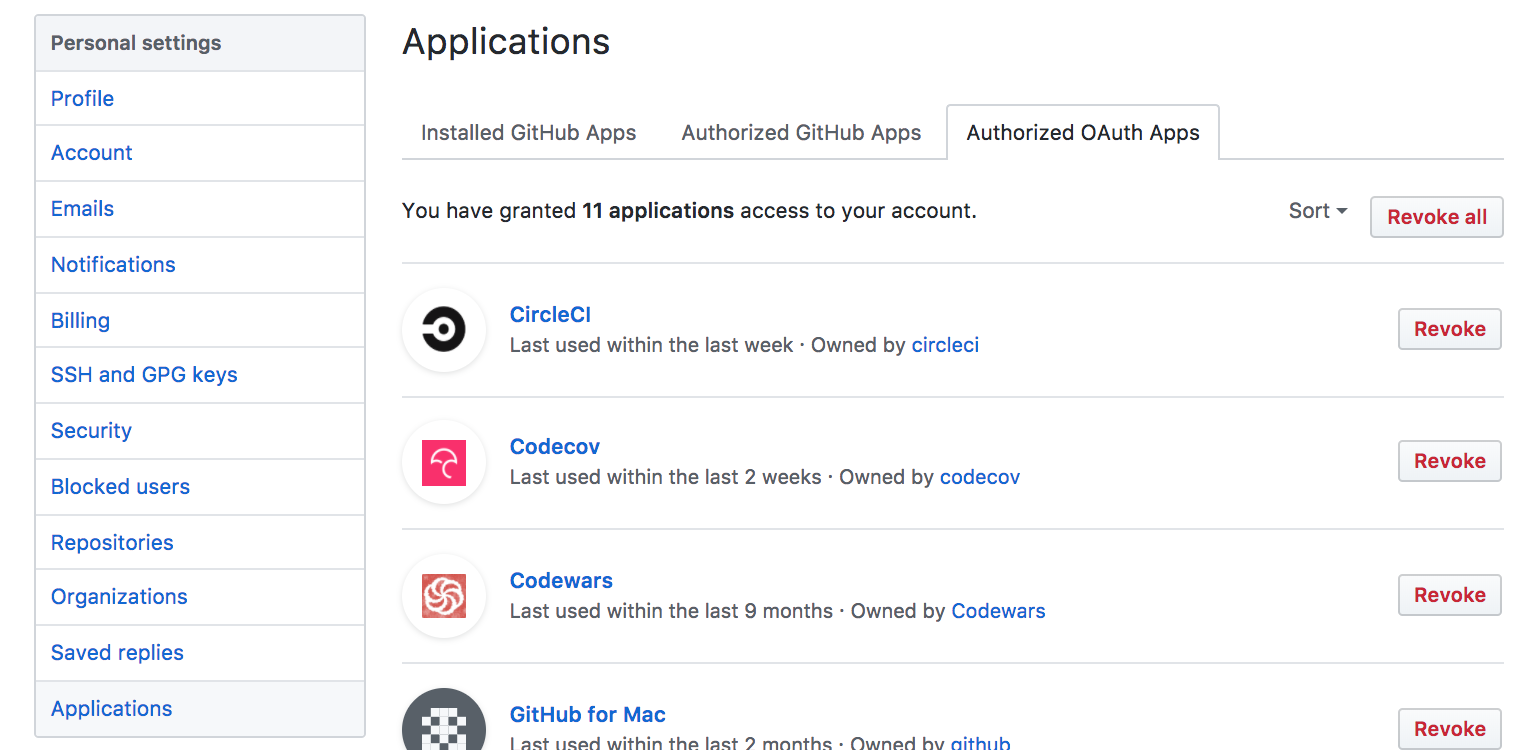 Personal settings
Profile
Account
Emails
Notifications
Billing
SSH and GPG keys
Security
Blocked users
Repositories
Organizations
Saved replies
Applications
Applications
Installed GitHub Apps
Authorized GitHub Apps
Authorized OAuth Apps
You have granted 11 applications access to your account.
Sort
Revoke all
CircleCI
Last used within the last week · Owned by circleci
Revoke
Codecov
Last used within the last 2 weeks · Owned by codecov
Revoke
Codewars
Last used within the last 9 months · Owned by Codewars
Revoke
GitHub for Mac
Last used within the last 2 months · Owned by github
Revoke